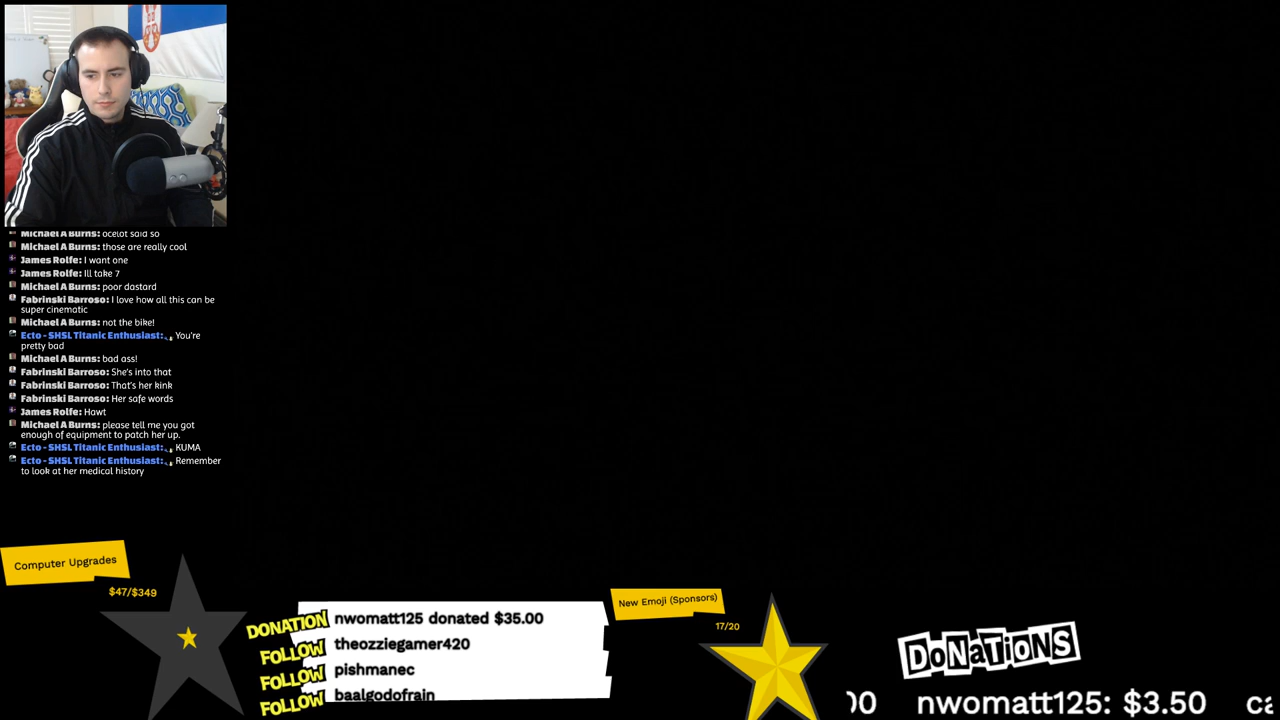 Michael A Burns: ocelot said so
Michael A Burns: those are really cool
James Rolfe: I want one
James Rolfe: Ill take 7
Michael A Burns: poor dastard
Fabrinski Barroso: I love how all this can be
super cinematic
Michael A Burns: not the bike!
Ecto - SHSL Titanic Enthusiast: You're
pretty bad
Michael A Burns: bad ass!
Fabrinski Barroso: She's into that
Fabrinski Barroso: That's her kink
Fabrinski Barroso: Her safe words
James Rolfe: Hawt
Michael A Burns: please tell me you got
enough of equipment to patch her up.
Ecto - SHSL Titanic Enthusiast: KUMA
Ecto - SHSL Titanic Enthusiast: Remember
to look at her medical history
Computer Upgrades
$47/$349
DONATION nwomatt125 donated $35.00
FOLLOW theozziegamer420
FOLLOW pishmanec
FOLLOW baalgodofrain
New Emoji (Sponsors)
17/20
DoNaTioNS
nwomatt125: $3.50